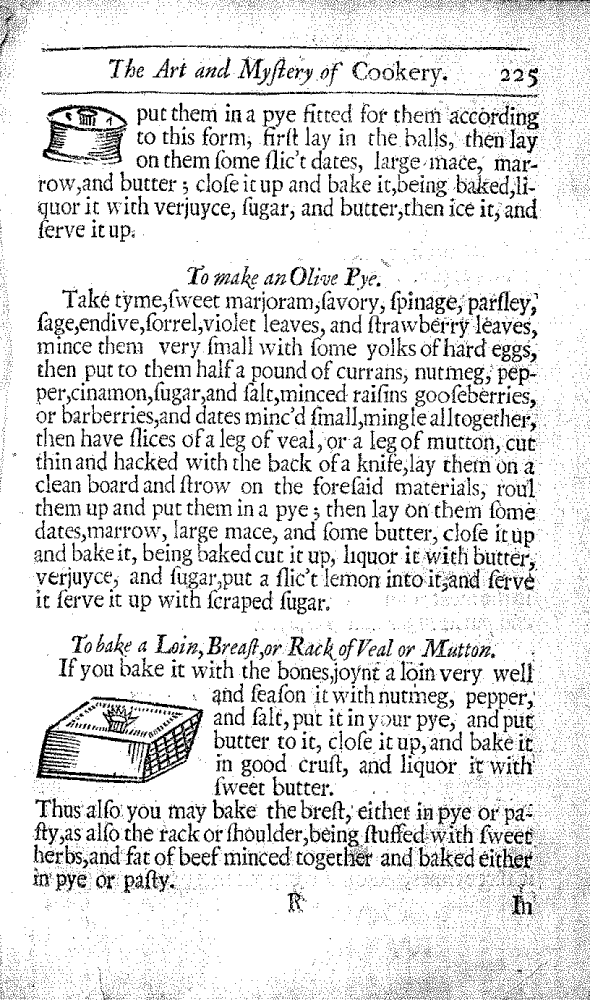 The Art and Myſtery of Cookery. 225
put them in a pye fitted for them according
to this form, firſt lay in the balls, then lay
on them ſome ſlic't dates, large mace, mar-
row,and butter ; cloſe it up and bake it,being baked,li-
quor it with verjuyce, ſugar, and butter,then ice it, and
ſerve it up.
To make an Olive Pye.
Take tyme,ſweet marjoram,ſavory, ſpinage, parſley,
ſage,endive,ſorrel,violet leaves, and ſtrawberry leaves,
mince them very ſmall with ſome yolks of hard eggs,
then put to them half a pound of currans, nutmeg, pep-
per,cinamon,ſugar,and ſalt,minced raiſins gooſeberries,
or barberries,and dates minc'd ſmall,mingle alltogether,
then have ſlices of a leg of veal, or a leg of mutton, cut
thin and hacked with the back of a knife,lay them on a
clean board and ſtrow on the foreſaid materials, roul
them up and put them in a pye ; then lay on them ſome
dates,marrow, large mace, and ſome butter, cloſe it up
and bake it, being baked cut it up, liquor it with butter,
verjuyce, and ſugar,put a ſlic't lemon into it,and ſerve
it ſerve it up with ſcraped ſugar.
To bake a Loin, Breaſt,or Rack of Veal or Mutton.
If you bake it with the bones,joynt a loin very well
and ſeaſon it with nutmeg, pepper,
and ſalt, put it in your pye, and put
butter to it, cloſe it up, and bake it
in good cruſt, and liquor it with
ſweet butter.
Thus alſo you may bake the breſt, either in pye or pa-
ſty,as alſo the rack or ſhoulder,being ſtuffed with ſweet
herbs,and fat of beef minced together and baked either
in pye or paſty.
R In